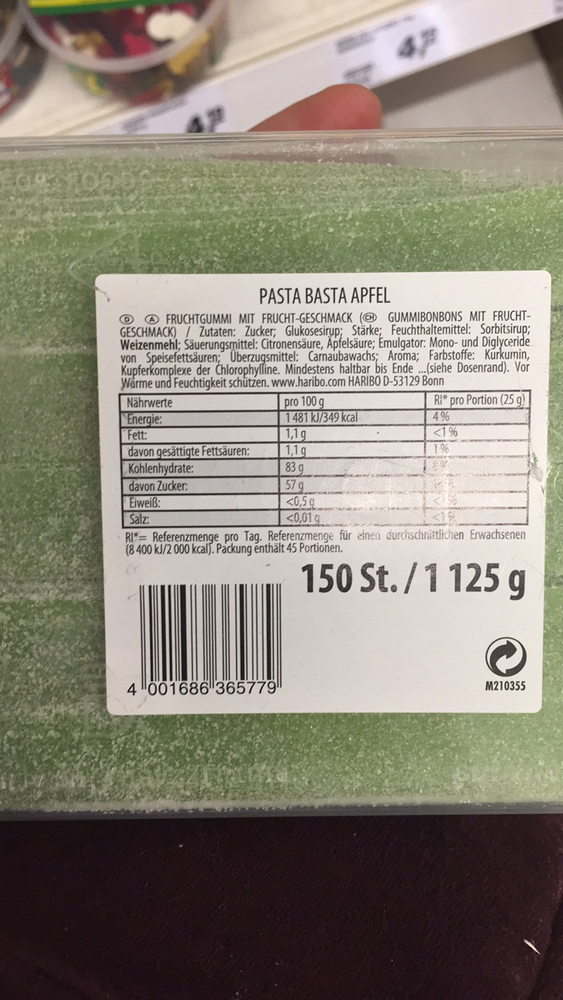 4,
4,
PASTA BASTA APFEL
D A FRUCHTGUMMI MIT FRUCHT-GESCHMACK (CH GUMMIBONBONS MIT FRUCHT-
GESCHMACK) / Zutaten: Zucker; Glukosesirup; Stärke; Feuchthaltemittel: Sorbitsirup;
Weizenmehl; Säuerungsmittel: Citronensäure, Apfelsäure; Emulgator: Mono- und Diglyceride
von Speisefettsäuren; Überzugsmittel: Carnaubawachs; Aroma; Farbstoffe: Kurkumin,
Kupferkomplexe der Chlorophylline. Mindestens haltbar bis Ende ...(siehe Dosenrand). Vor
Wärme und Feuchtigkeit schützen. www.haribo.com HARIBO D-53129 Bonn
Nährwerte pro 100 g RI* pro Portion (25 g)
Energie: 1 481 kJ/349 kcal 4 %
Fett: 1,1 g <1 %
davon gesättigte Fettsäuren: 1,1 g 1 %
Kohlenhydrate: 83 g
davon Zucker: 57 g
Eiweiß: <0,5 g
Salz: <0,01 g <1 %
RI*= Referenzmenge pro Tag. Referenzmenge für einen durchschnittlichen Erwachsenen
(8 400 kJ/2 000 kcal). Packung enthält 45 Portionen.
150 St. / 1 125 g
4 001686 365779
M210355